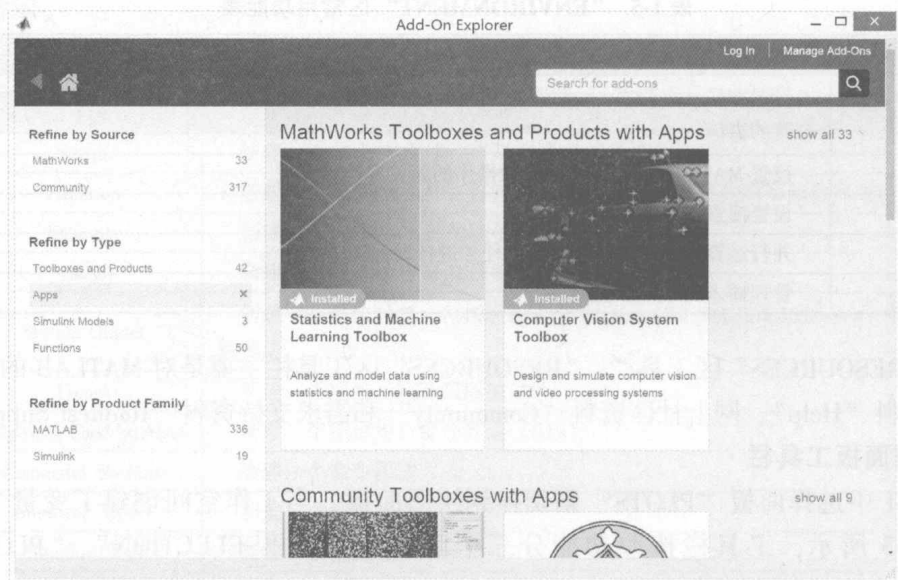 Add-On Explorer
Log In | Manage Add-Ons
Search for add-ons
Refine by Source
MathWorks 33
Community 317
Refine by Type
Toolboxes and Products 42
Apps ×
Simulink Models 3
Functions 50
Refine by Product Family
MATLAB 336
Simulink 19
MathWorks Toolboxes and Products with Apps show all 33
Installed
Statistics and Machine
Learning Toolbox
Analyze and model data using
statistics and machine learning
Installed
Computer Vision System
Toolbox
Design and simulate computer vision
and video processing systems
Community Toolboxes with Apps show all 9